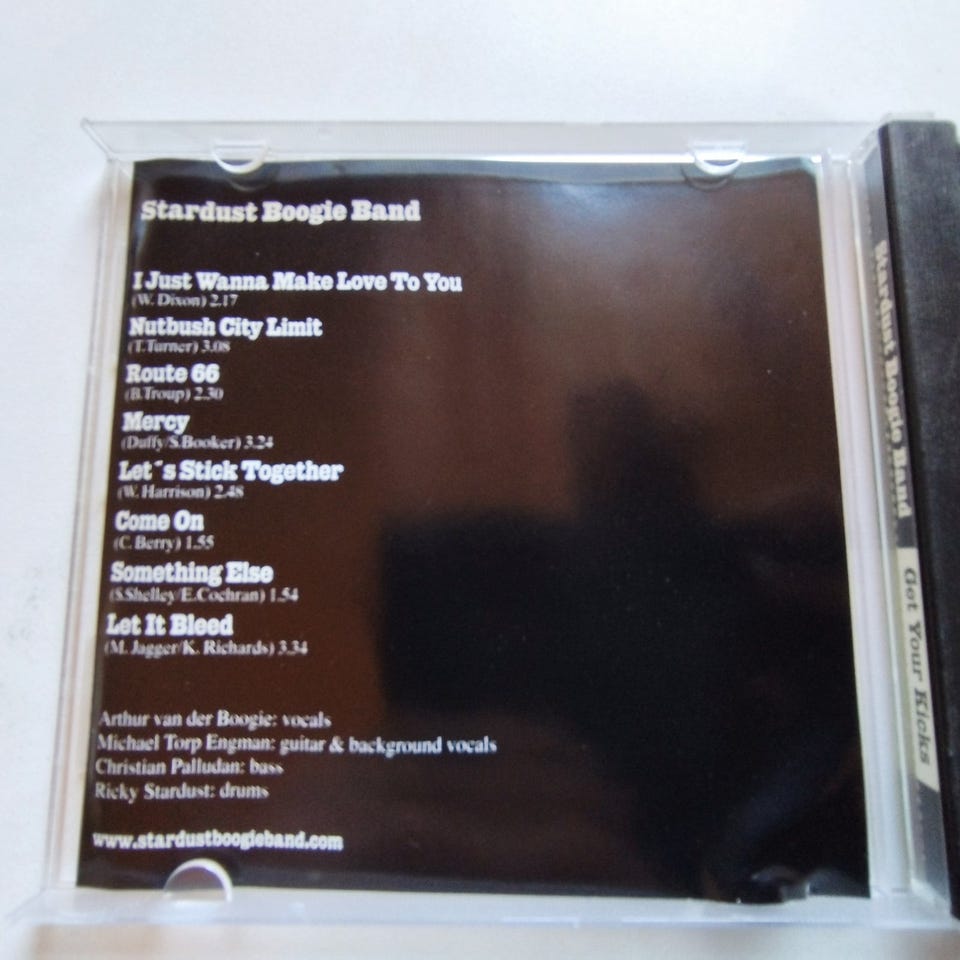 Stardust Boogie Band
I Just Wanna Make Love To You
(W. Dixon) 2.17
Nutbush City Limit
(T.Turner) 3.08
Route 66
(B.Troup) 2.30
Mercy
(Duffy/S.Booker) 3.24
Let´s Stick Together
(W. Harrison) 2.48
Come On
(C. Berry) 1.55
Something Else
(S.Shelley/E.Cochran) 1.54
Let It Bleed
(M. Jagger/K. Richards) 3.34
Arthur van der Boogie: vocals
Michael Torp Engman: guitar & background vocals
Christian Palludan: bass
Ricky Stardust: drums
www.stardustboogieband.com
Stardust Boogie Band
Got Your Kicks